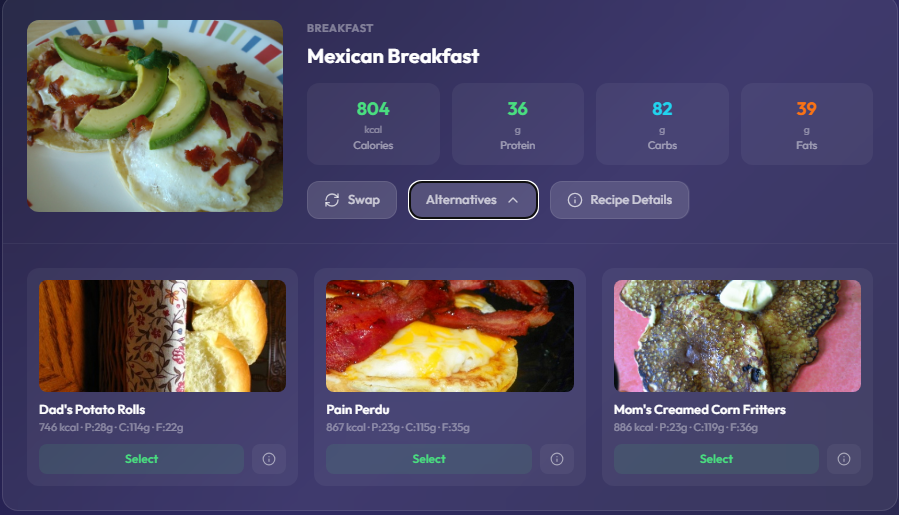 BREAKFAST
Mexican Breakfast
804
kcal
Calories
36
g
Protein
82
g
Carbs
39
g
Fats
Swap
Alternatives
Recipe Details
Dad's Potato Rolls
746 kcal · P:28g · C:114g · F:22g
Select
Pain Perdu
867 kcal · P:23g · C:115g · F:35g
Select
Mom's Creamed Corn Fritters
886 kcal · P:23g · C:119g · F:36g
Select